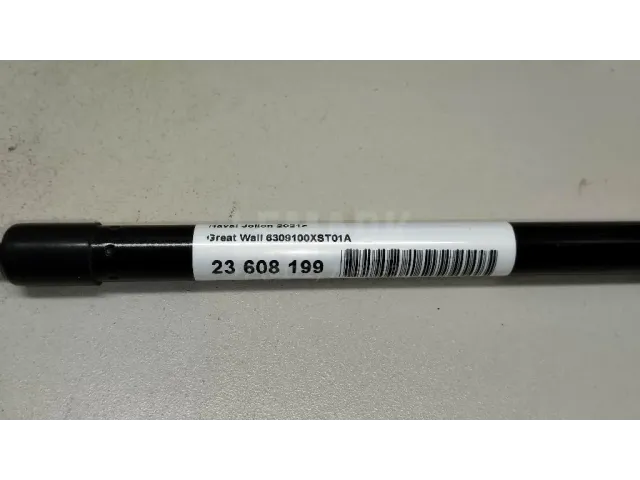 Haval Jolion 2021>
Great Wall 6309100XST01A
23 608 199